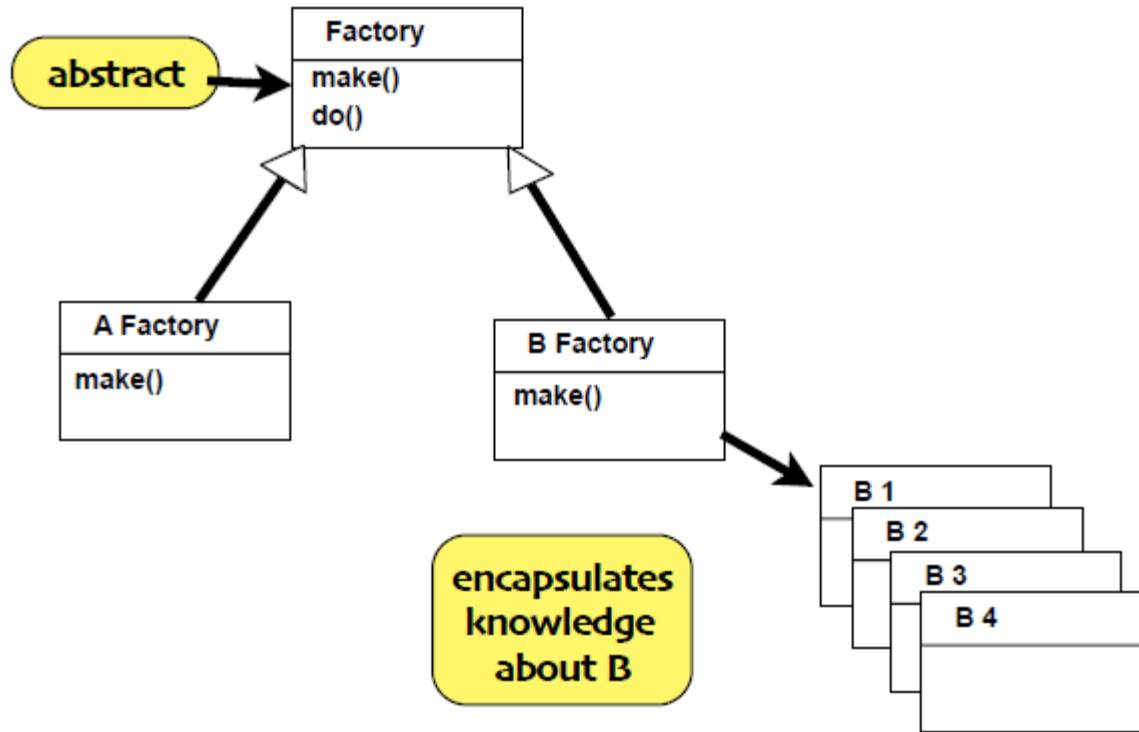 Factory
abstract
make()
do()
A Factory
make()
B Factory
make()
B 1
B 2
B 3
B 4
encapsulates
knowledge
about B